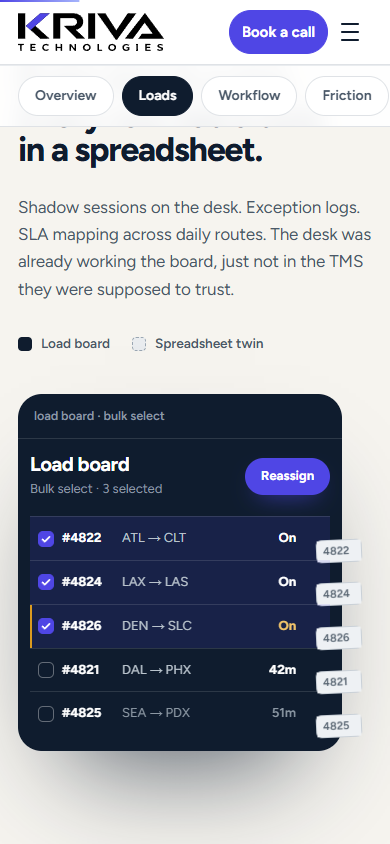 KRIVA
TECHNOLOGIES
Book a call
Overview
Loads
Workflow
Friction
in a spreadsheet.
Shadow sessions on the desk. Exception logs.
SLA mapping across daily routes. The desk was
already working the board, just not in the TMS
they were supposed to trust.
Load board
Spreadsheet twin
load board · bulk select
Load board
Bulk select · 3 selected
Reassign
#4822 ATL → CLT On 4822
#4824 LAX → LAS On 4824
#4826 DEN → SLC On 4826
#4821 DAL → PHX 42m 4821
#4825 SEA → PDX 51m 4825